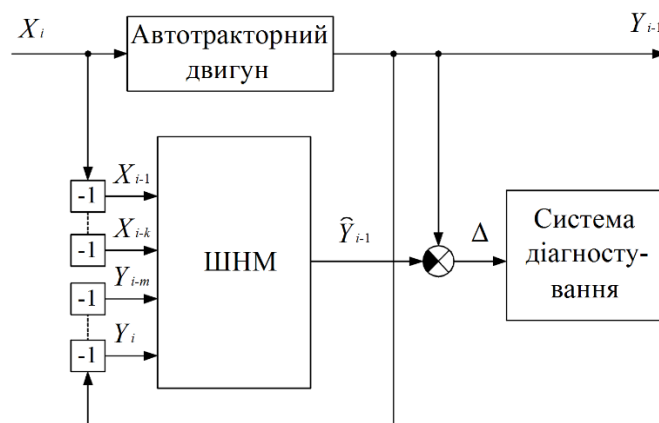 Xᵢ
Автотракторний
двигун
Yᵢ₋₁
-1
Xᵢ₋₁
-1
Xᵢ₋ₖ
-1
Yᵢ₋ₘ
-1
Yᵢ
ШНМ
Ŷᵢ₋₁
Δ
Система
діагносту-
вання